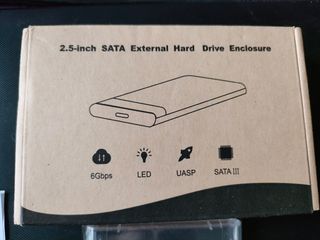 2.5-inch SATA External Hard Drive Enclosure
6Gbps LED UASP SATA III